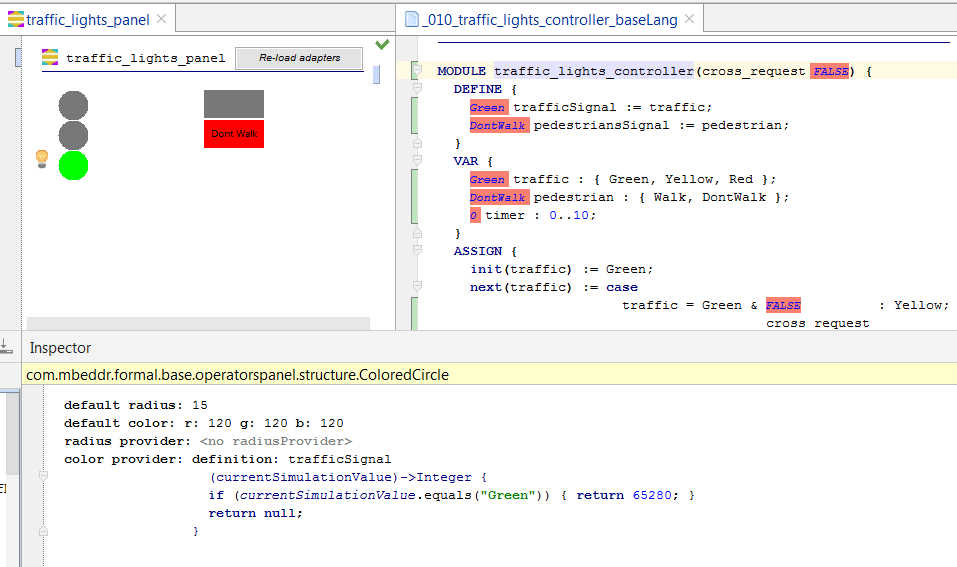 traffic_lights_panel
_010_traffic_lights_controller_baseLang
traffic_lights_panel Re-load adapters
Dont Walk
MODULE traffic_lights_controller(cross_request FALSE) {
DEFINE {
Green trafficSignal := traffic;
DontWalk pedestriansSignal := pedestrian;
}
VAR {
Green traffic : { Green, Yellow, Red };
DontWalk pedestrian : { Walk, DontWalk };
0 timer : 0..10;
}
ASSIGN {
init(traffic) := Green;
next(traffic) := case
traffic = Green & FALSE : Yellow;
cross_request
Inspector
com.mbeddr.formal.base.operatorspanel.structure.ColoredCircle
default radius: 15
default color: r: 120 g: 120 b: 120
radius provider: <no radiusProvider>
color provider: definition: trafficSignal
(currentSimulationValue)->Integer {
if (currentSimulationValue.equals("Green")) { return 65280; }
return null;
}